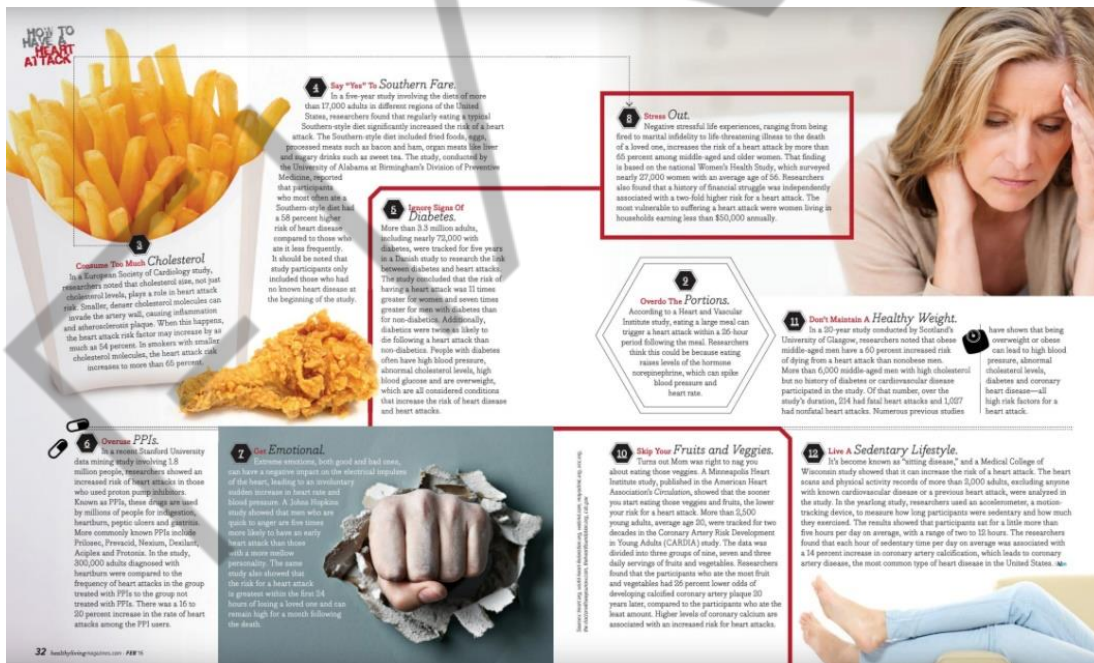 HOW TO
HAVE A
HEART
ATTACK
3
Consume Too Much Cholesterol
In a European Society of Cardiology study,
researchers noted that cholesterol size, not just
cholesterol levels, plays a role in heart attack
risk. Smaller, denser cholesterol molecules can
invade the artery wall, causing inflammation
and atherosclerosis plaque. When this happens,
the heart attack risk factor may increase by as
much as 54 percent. In smokers with smaller
cholesterol molecules, the heart attack risk
increases to more than 65 percent.
4 Say "Yes" To Southern Fare.
In a five-year study involving the diets of more
than 17,000 adults in different regions of the United
States, researchers found that regularly eating a typical
Southern-style diet significantly increased the risk of a heart
attack. The Southern-style diet included fried foods, eggs,
processed meats such as bacon and ham, organ meats like liver
and sugary drinks such as sweet tea. The study, conducted by
the University of Alabama at Birmingham's Division of Preventive
Medicine, reported
that participants
who most often ate a
Southern-style diet had
a 58 percent higher
risk of heart disease
compared to those who
ate it less frequently.
It should be noted that
study participants only
included those who had
no known heart disease at
the beginning of the study.
5 Ignore Signs Of
Diabetes.
More than 3.3 million adults,
including nearly 72,000 with
diabetes, were tracked for five years
in a Danish study to research the link
between diabetes and heart attacks.
The study concluded that the risk of
having a heart attack was 11 times
greater for women and seven times
greater for men with diabetes than
for non-diabetics. Additionally,
diabetics were twice as likely to
die following a heart attack than
non-diabetics. People with diabetes
often have high blood pressure,
abnormal cholesterol levels, high
blood glucose and are overweight,
which are all considered conditions
that increase the risk of heart disease
and heart attacks.
6 Overuse PPIs.
In a recent Stanford University
data mining study involving 1.8
million people, researchers showed an
increased risk of heart attacks in those
who used proton pump inhibitors.
Known as PPIs, these drugs are used
by millions of people for indigestion,
heartburn, peptic ulcers and gastritis.
More commonly known PPIs include
Prilosec, Prevacid, Nexium, Dexilant,
Aciplex and Protonix. In the study,
300,000 adults diagnosed with
heartburn were compared to the
frequency of heart attacks in the group
treated with PPIs to the group not
treated with PPIs. There was a 16 to
20 percent increase in the rate of heart
attacks among the PPI users.
7 Get Emotional.
Extreme emotions, both good and bad ones,
can have a negative impact on the electrical impulses
of the heart, leading to an involuntary
sudden increase in heart rate and
blood pressure. A Johns Hopkins
study showed that men who are
quick to anger are five times
more likely to have an early
heart attack than those
with a more mellow
personality. The same
study also showed that
the risk for a heart attack
is greatest within the first 24
hours of losing a loved one and can
remain high for a month following
the death.
8 Stress Out.
Negative stressful life experiences, ranging from being
fired to marital infidelity to life-threatening illness to the death
of a loved one, increases the risk of a heart attack by more than
65 percent among middle-aged and older women. That finding
is based on the national Women's Health Study, which surveyed
nearly 27,000 women with an average age of 56. Researchers
also found that a history of financial struggle was independently
associated with a two-fold higher risk for a heart attack. The
most vulnerable to suffering a heart attack were women living in
households earning less than $50,000 annually.
9
Overdo The Portions.
According to a Heart and Vascular
Institute study, eating a large meal can
trigger a heart attack within a 26-hour
period following the meal. Researchers
think this could be because eating
raises levels of the hormone
norepinephrine, which can spike
blood pressure and
heart rate.
10 Skip Your Fruits and Veggies.
Turns out Mom was right to nag you
about eating those veggies. A Minneapolis Heart
Institute study, published in the American Heart
Association's Circulation, showed that the sooner
you start eating those veggies and fruits, the lower
your risk for a heart attack. More than 2,500
young adults, average age 20, were tracked for two
decades in the Coronary Artery Risk Development
in Young Adults (CARDIA) study. The data was
divided into three groups of nine, seven and three
daily servings of fruits and vegetables. Researchers
found that the participants who ate the most fruit
and vegetables had 26 percent lower odds of
developing calcified coronary artery plaque 20
years later, compared to the participants who ate the
least amount. Higher levels of coronary calcium are
associated with an increased risk for heart attacks.
11 Don't Maintain A Healthy Weight.
In a 20-year study conducted by Scotland's
University of Glasgow, researchers noted that obese
middle-aged men have a 60 percent increased risk
of dying from a heart attack than nonobese men.
More than 6,000 middle-aged men with high cholesterol
but no history of diabetes or cardiovascular disease
participated in the study. Of that number, over the
study's duration, 214 had fatal heart attacks and 1,027
had nonfatal heart attacks. Numerous previous studies
have shown that being
overweight or obese
can lead to high blood
pressure, abnormal
cholesterol levels,
diabetes and coronary
heart disease—all
high risk factors for a
heart attack.
12 Live A Sedentary Lifestyle.
It's become known as "sitting disease," and a Medical College of
Wisconsin study showed that it can increase the risk of a heart attack. The heart
scans and physical activity records of more than 2,000 adults, excluding anyone
with known cardiovascular disease or a previous heart attack, were analyzed in
the study. In the yearlong study, researchers used an accelerometer, a motion-
tracking device, to measure how long participants were sedentary and how much
they exercised. The results showed that participants sat for a little more than
five hours per day on average, with a range of two to 12 hours. The researchers
found that each hour of sedentary time per day on average was associated with
a 14 percent increase in coronary artery calcification, which leads to coronary
artery disease, the most common type of heart disease in the United States.
32 healthylivingmagazines.com · FEB 16